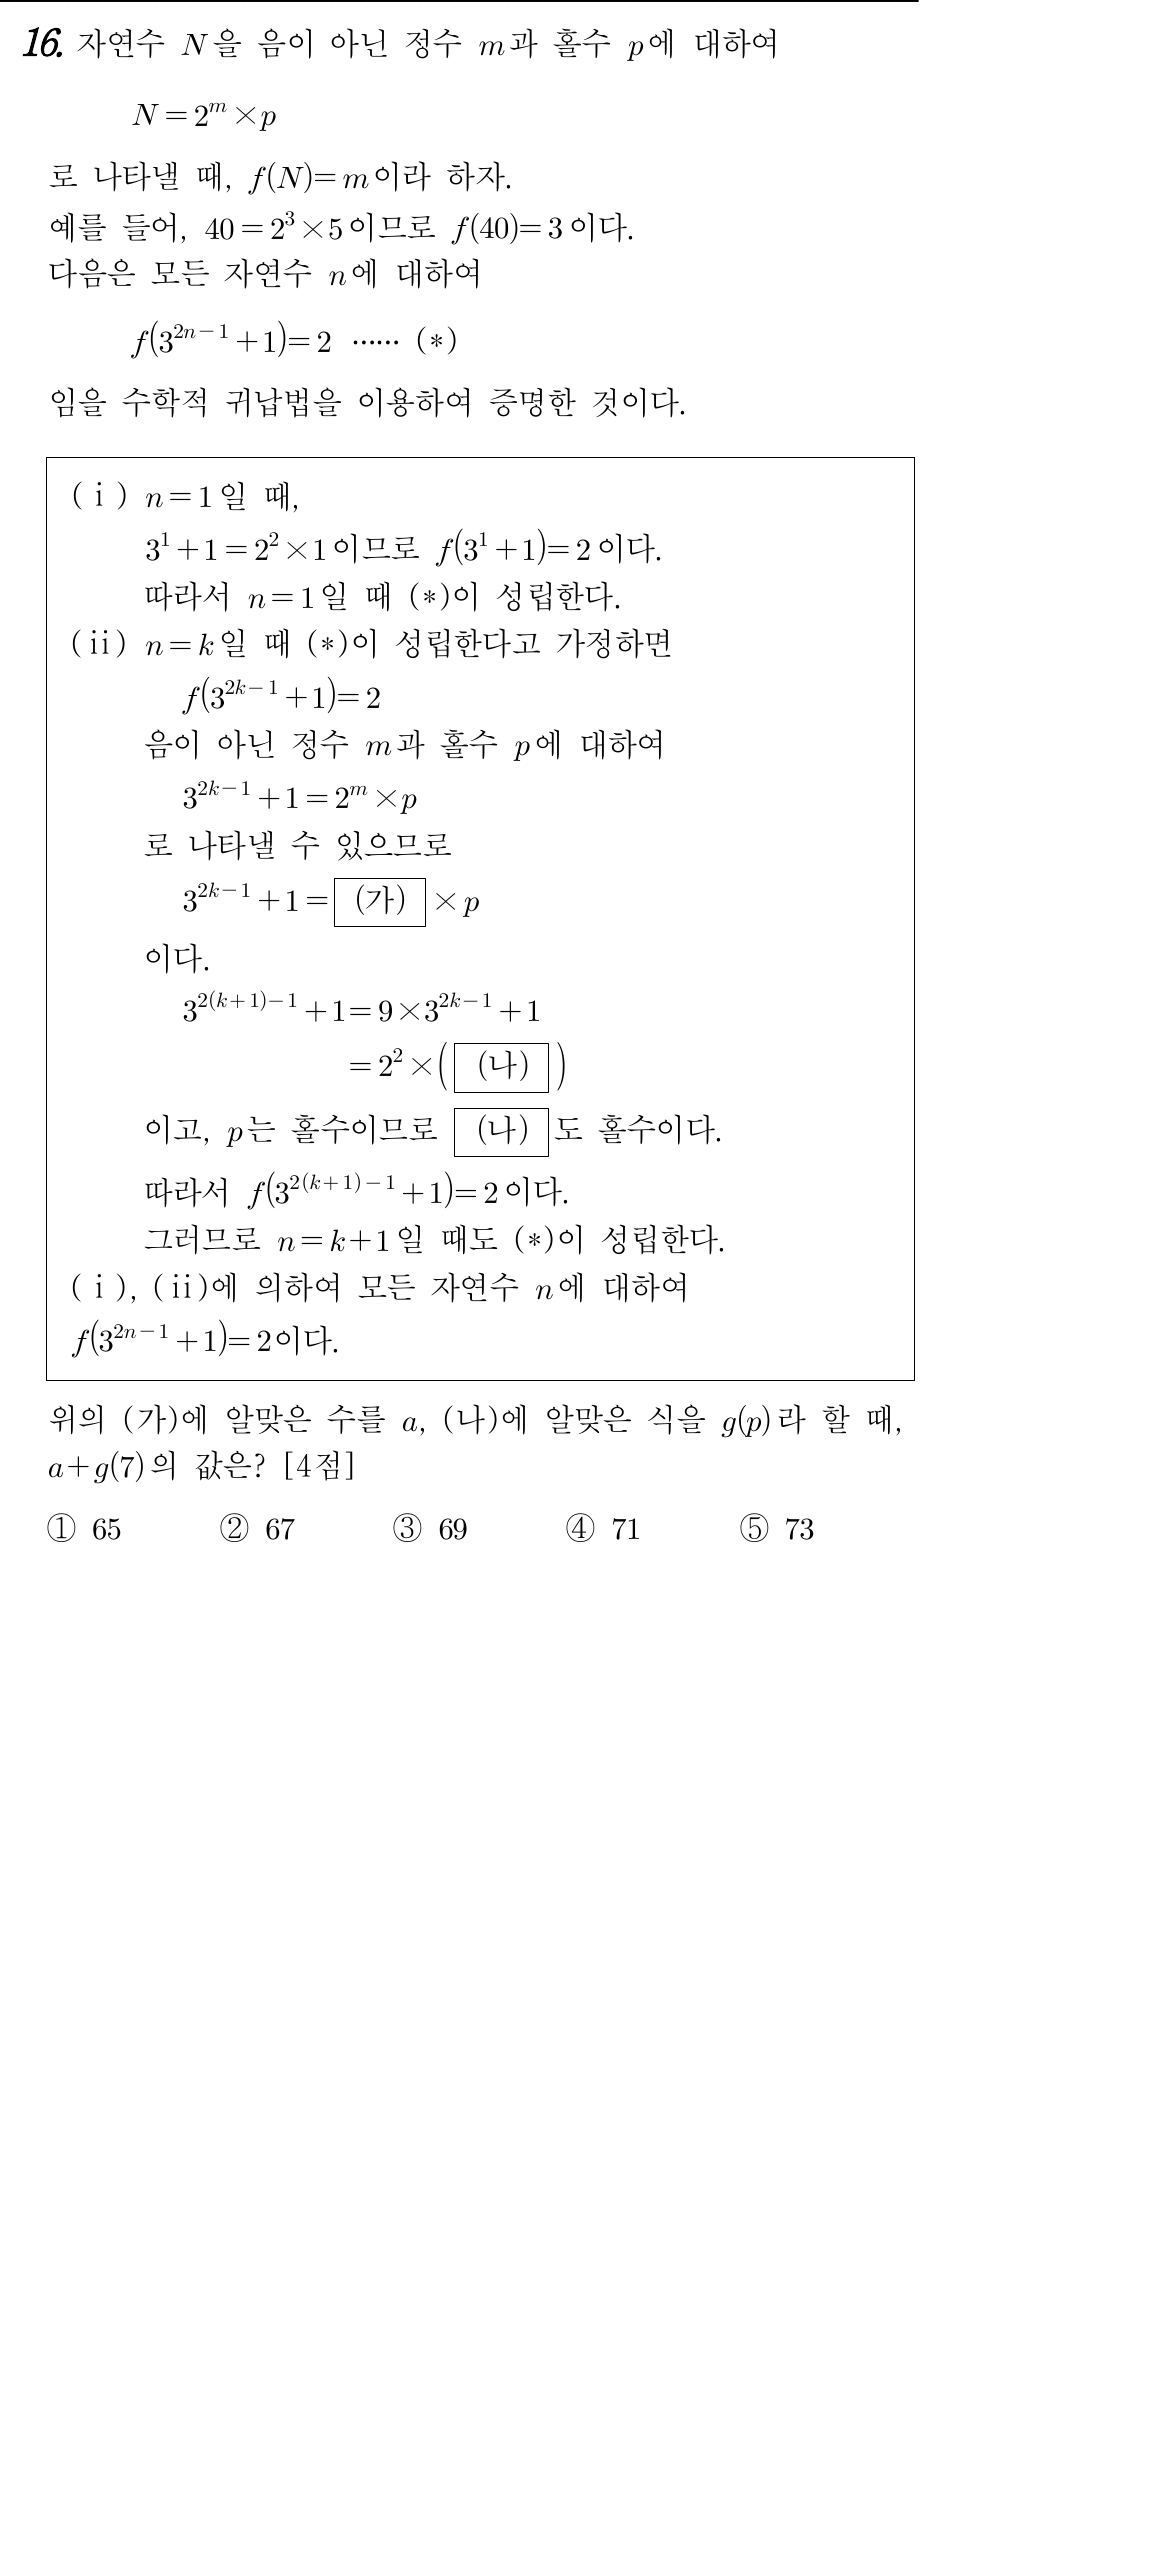 16. 자연수 N을 음이 아닌 정수 m과 홀수 p에 대하여
N=2^m×p
로 나타낼 때, f(N)=m이라 하자.
예를 들어, 40=2^3×5이므로 f(40)=3이다.
다음은 모든 자연수 n에 대하여
f(3^{2n-1}+1)=2 ⋯⋯ (*)
임을 수학적 귀납법을 이용하여 증명한 것이다.
(ⅰ) n=1일 때,
3^1+1=2^2×1이므로 f(3^1+1)=2이다.
따라서 n=1일 때 (*)이 성립한다.
(ⅱ) n=k일 때 (*)이 성립한다고 가정하면
f(3^{2k-1}+1)=2
음이 아닌 정수 m과 홀수 p에 대하여
3^{2k-1}+1=2^m×p
로 나타낼 수 있으므로
3^{2k-1}+1= (가) ×p
이다.
3^{2(k+1)-1}+1=9×3^{2k-1}+1
=2^2×( (나) )
이고, p는 홀수이므로 (나) 도 홀수이다.
따라서 f(3^{2(k+1)-1}+1)=2이다.
그러므로 n=k+1일 때도 (*)이 성립한다.
(ⅰ), (ⅱ)에 의하여 모든 자연수 n에 대하여
f(3^{2n-1}+1)=2이다.
위의 (가)에 알맞은 수를 a, (나)에 알맞은 식을 g(p)라 할 때,
a+g(7)의 값은? [4점]
① 65 ② 67 ③ 69 ④ 71 ⑤ 73